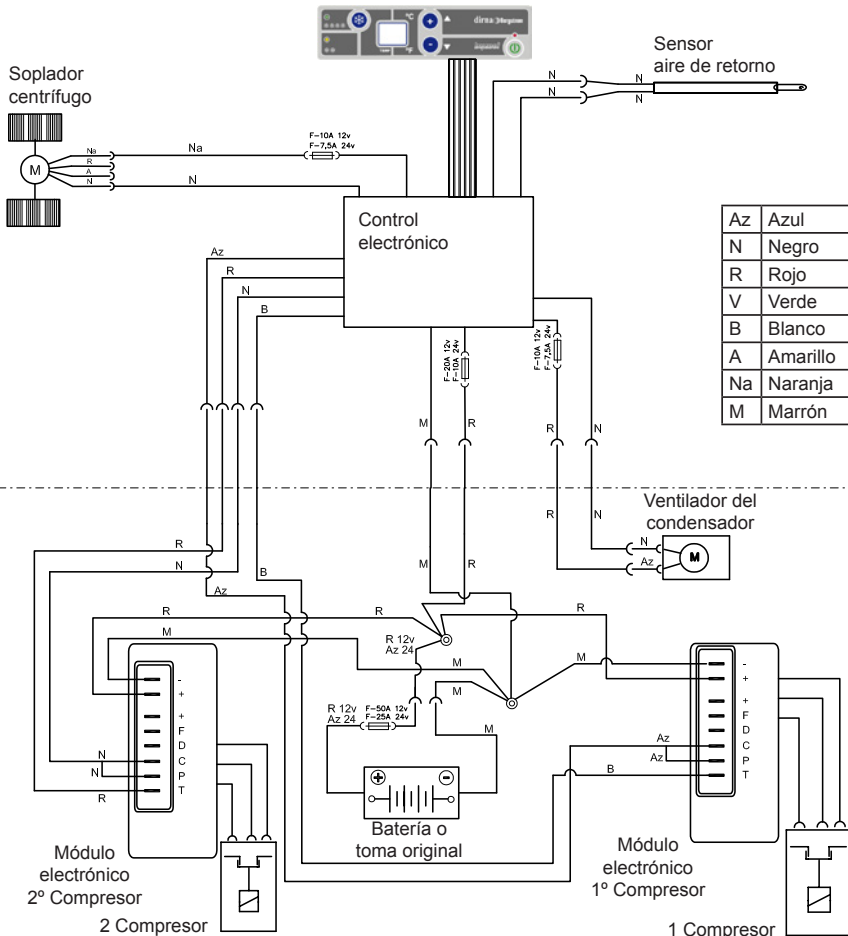 °C
°F
dirna Bergstrom
Soplador
centrífugo
Sensor
aire de retorno
N
N
N
N
M
Na
R
A
N
Na
N
F-10A 12v
F-7,5A 24v
Control
electrónico
Az Azul
N Negro
R Rojo
V Verde
B Blanco
A Amarillo
Na Naranja
M Marrón
Az
R
N
B
F-20A 12v
F-10A 24v
F-10A 12v
F-7,5A 24v
M
R
R
N
Ventilador del
condensador
R
N
N
Az
M
R
N
B
Az
M
R
R
R
R
M
R 12v
Az 24
M
M
M
M
R 12v
Az 24
F-50A 12v
F-25A 24v
-
+
+
F
D
C
P
T
N
N
R
-
+
+
F
D
C
P
T
Az
Az
B
+
-
Batería o
toma original
Módulo
electrónico
2º Compresor
2 Compresor
Módulo
electrónico
1º Compresor
1 Compresor